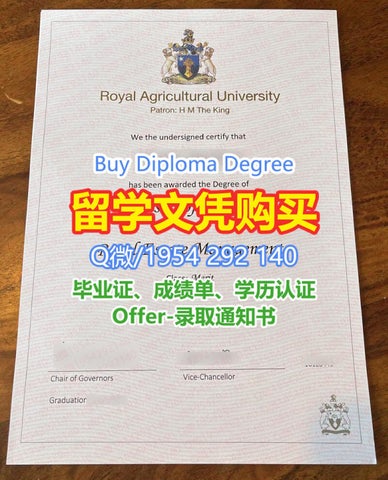 Royal Agricultural University
Patron: H M The King
We the undersigned certify that
Buy Diploma Degree
has been awarded the Degree of
留学文凭购买
Management
Q微/1954 292 140
Merit
毕业证、成绩单、学历认证
Offer-录取通知书
Chair of Governors
Vice-Chancellor